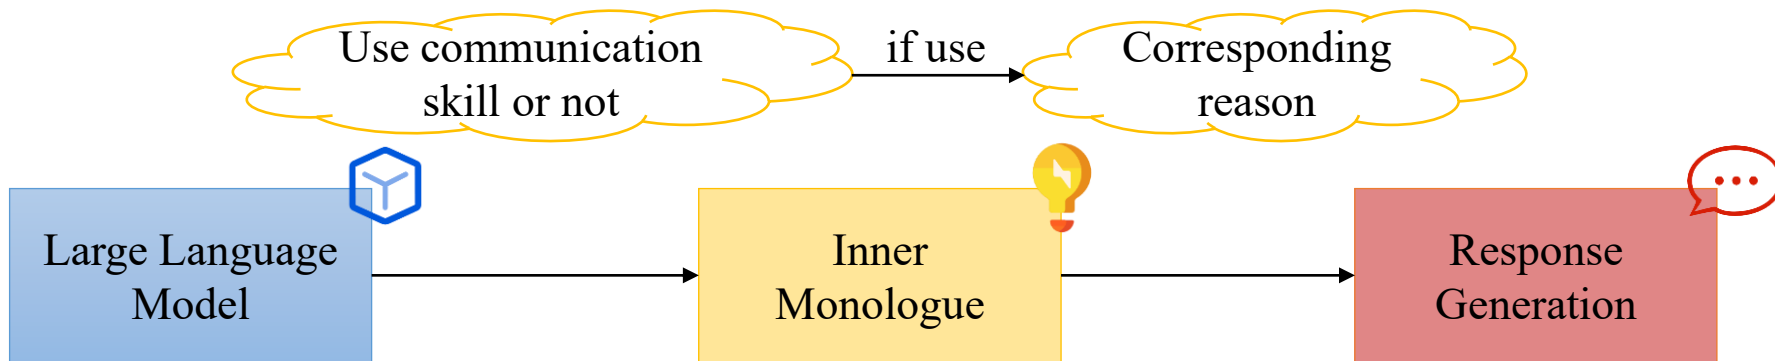 Use communication
skill or not
if use
Corresponding
reason
Large Language
Model
Inner
Monologue
Response
Generation